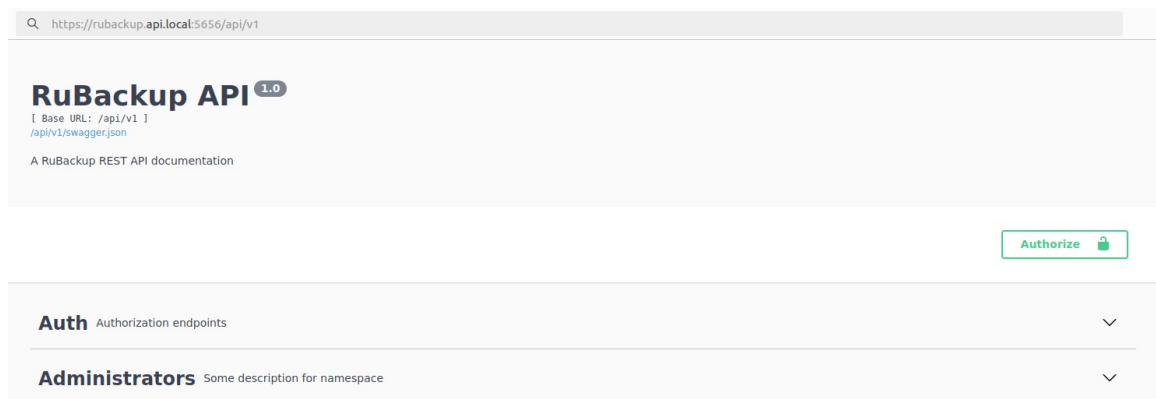 https://rubackup.api.local:5656/api/v1
RuBackup API 1.0
[ Base URL: /api/v1 ]
/api/v1/swagger.json
A RuBackup REST API documentation
Authorize
Auth Authorization endpoints
Administrators Some description for namespace